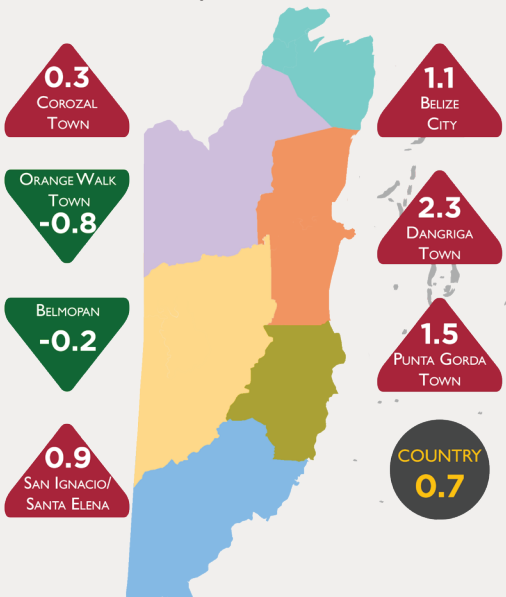 0.3
Corozal
Town
Orange Walk
Town
-0.8
Belmopan
-0.2
0.9
San Ignacio/
Santa Elena
1.1
Belize
City
2.3
Dangriga
Town
1.5
Punta Gorda
Town
COUNTRY
0.7